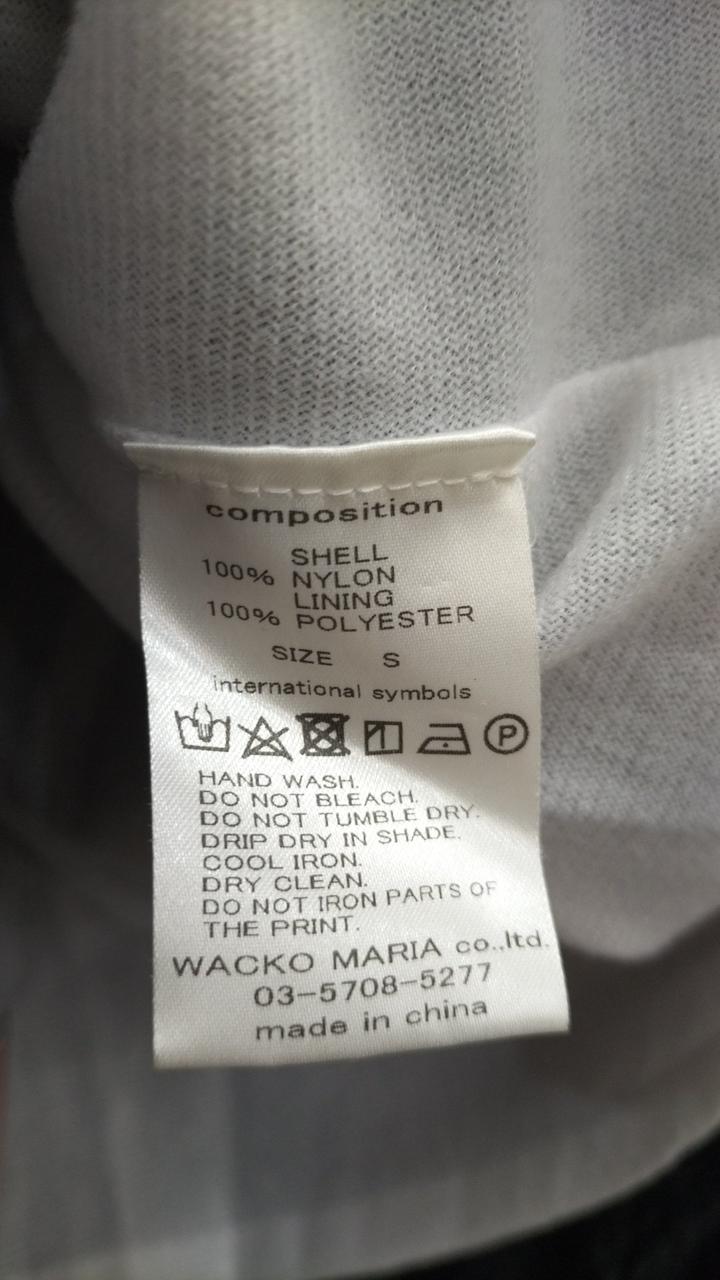 composition
SHELL
100% NYLON
LINING
100% POLYESTER
SIZE S
international symbols
P
HAND WASH.
DO NOT BLEACH.
DO NOT TUMBLE DRY.
DRIP DRY IN SHADE.
COOL IRON.
DRY CLEAN.
DO NOT IRON PARTS OF
THE PRINT.
WACKO MARIA co.,ltd.
03-5708-5277
made in china